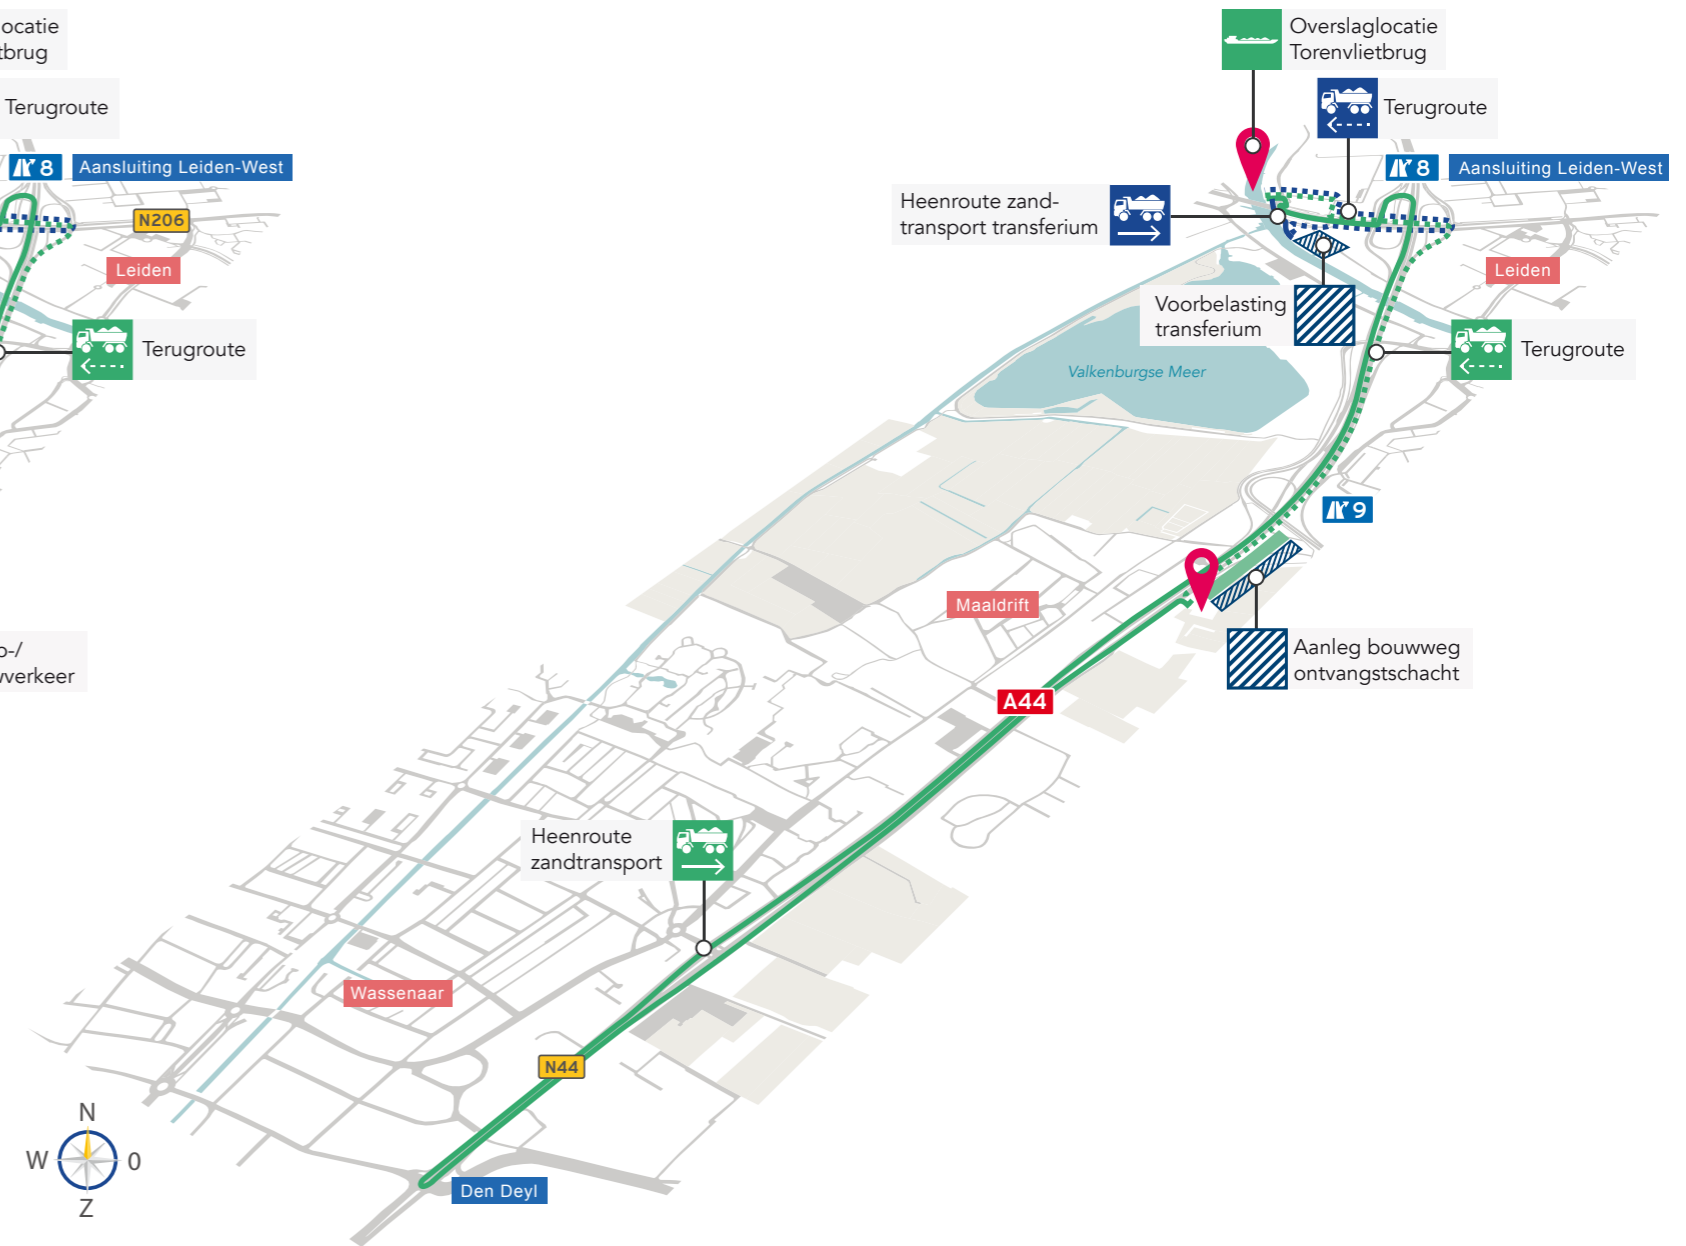 ocatie
tbrug
Terugroute
8
Aansluiting Leiden-West
N206
Leiden
Terugroute
o-/
verkeer
Overslaglocatie
Torenvlietbrug
Terugroute
8
Aansluiting Leiden-West
Heenroute zand-
transport transferium
Leiden
Voorbelasting
transferium
Terugroute
Valkenburgse Meer
9
Maaldrift
Aanleg bouwweg
ontvangstschacht
A44
Heenroute
zandtransport
Wassenaar
N44
Den Deyl
N
W
O
Z